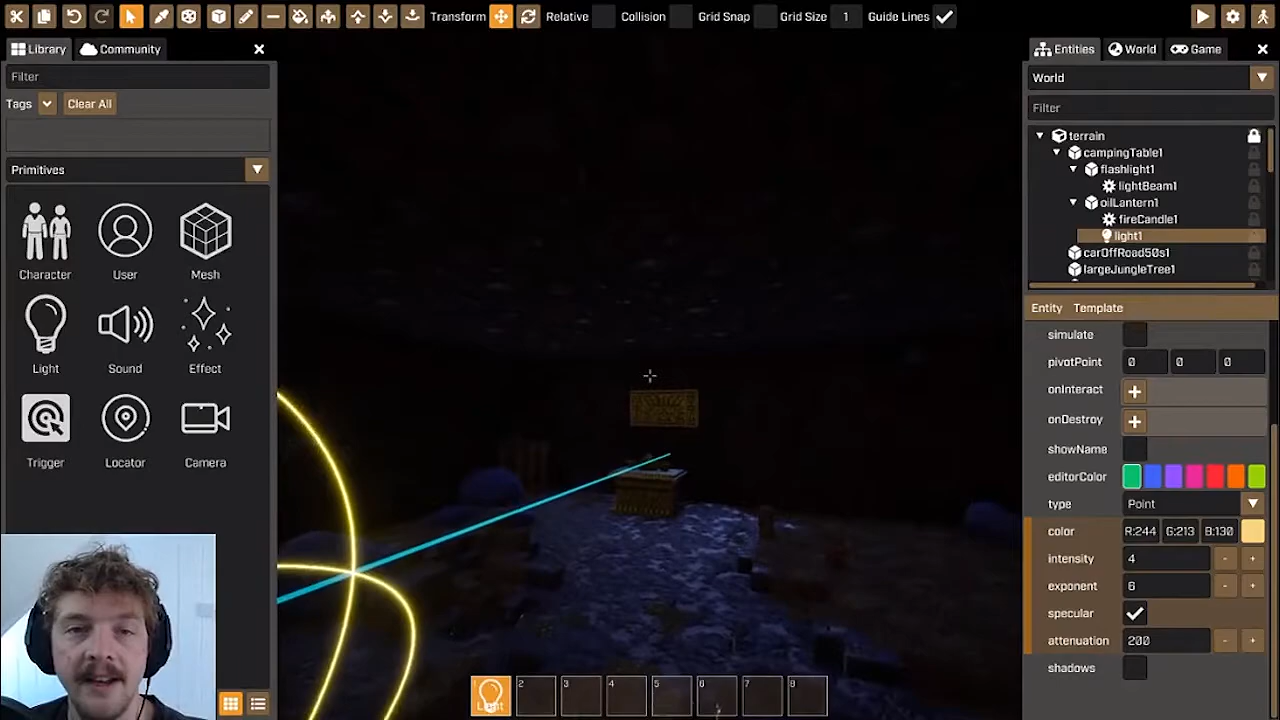 Transform Relative Collision Grid Snap Grid Size 1 Guide Lines
Library Community
Filter
Tags Clear All
Primitives
Character User Mesh
Light Sound Effect
Trigger Locator Camera
1 2 3 4 5 6 7 8
Light
Entities World Game
World
Filter
terrain
campingTable1
flashlight1
lightBeam1
oilLantern1
fireCandle1
light1
carOffRoad50s1
largeJungleTree1
Entity Template
simulate
pivotPoint 0 0 0
onInteract +
onDestroy +
showName
editorColor
type Point
color R:244 G:213 B:130
intensity 4 - +
exponent 6 - +
specular
attenuation 200 - +
shadows